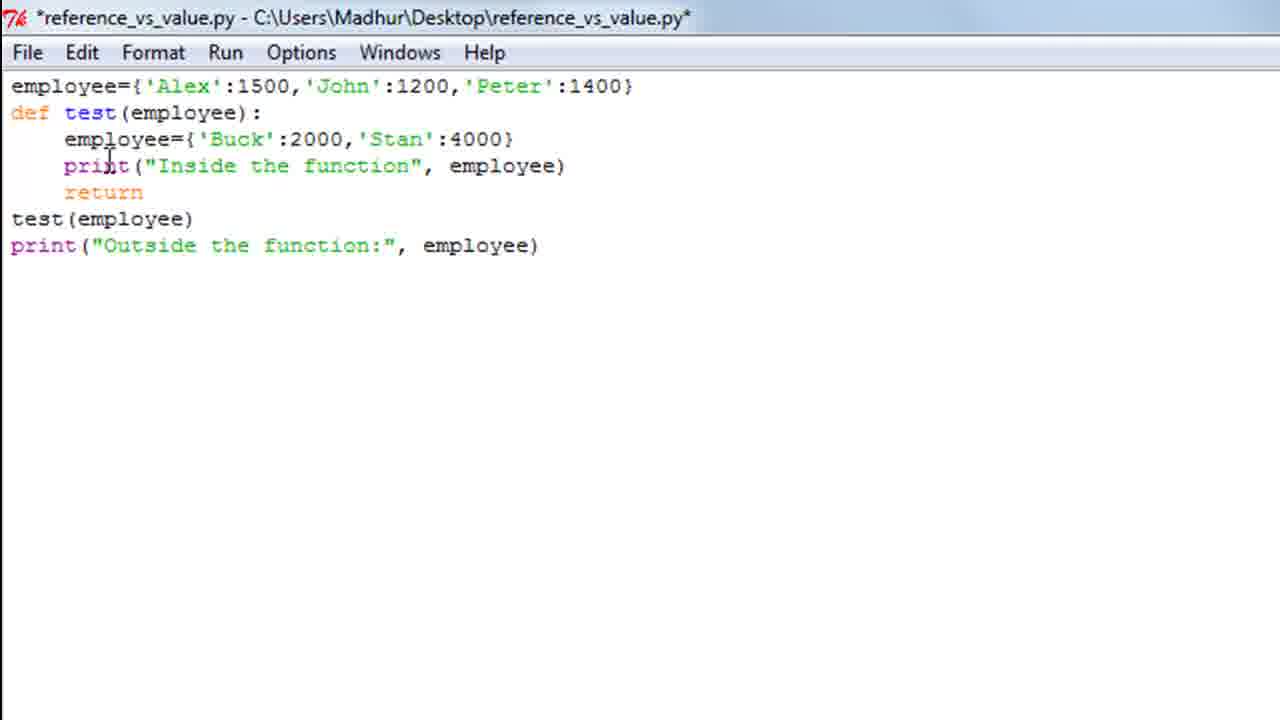 *reference_vs_value.py - C:\Users\Madhur\Desktop\reference_vs_value.py*
File Edit Format Run Options Windows Help
employee={'Alex':1500,'John':1200,'Peter':1400}
def test(employee):
    employee={'Buck':2000,'Stan':4000}
    print("Inside the function", employee)
    return
test(employee)
print("Outside the function:", employee)